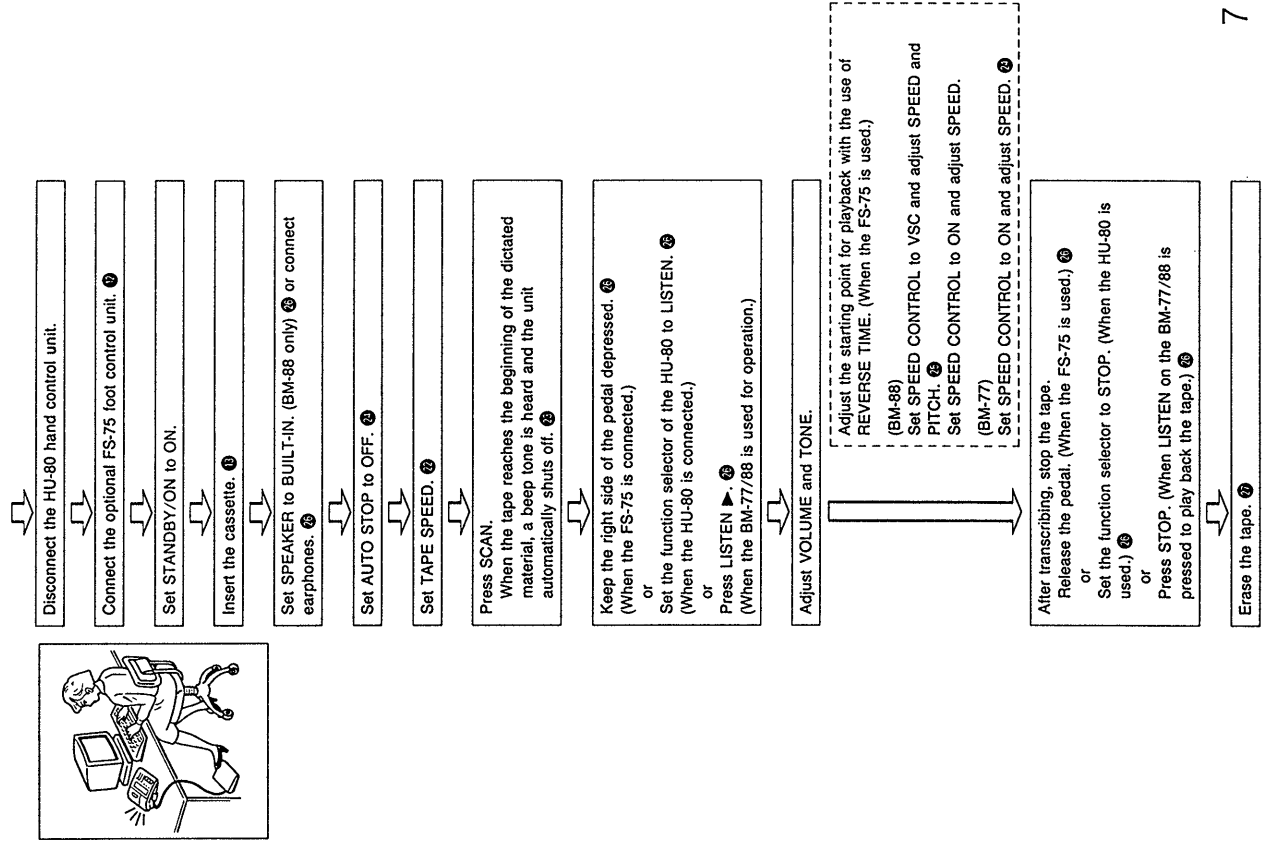 Disconnect the HU-80 hand control unit.
Connect the optional FS-75 foot control unit. ⓬
Set STANDBY/ON to ON.
Insert the cassette. ⓭
Set SPEAKER to BUILT-IN. (BM-88 only) or connect
earphones.
Set AUTO STOP to OFF.
Set TAPE SPEED.
Press SCAN.
When the tape reaches the beginning of the dictated
material, a beep tone is heard and the unit
automatically shuts off.
Keep the right side of the pedal depressed.
(When the FS-75 is connected.)
or
Set the function selector of the HU-80 to LISTEN.
(When the HU-80 is connected.)
or
Press LISTEN ►.
(When the BM-77/88 is used for operation.)
Adjust VOLUME and TONE.
Adjust the starting point for playback with the use of
REVERSE TIME. (When the FS-75 is used.)
(BM-88)
Set SPEED CONTROL to VSC and adjust SPEED and
PITCH.
Set SPEED CONTROL to ON and adjust SPEED.
(BM-77)
Set SPEED CONTROL to ON and adjust SPEED.
After transcribing, stop the tape.
Release the pedal. (When the FS-75 is used.)
or
Set the function selector to STOP. (When the HU-80 is
used.)
or
Press STOP. (When LISTEN on the BM-77/88 is
pressed to play back the tape.)
Erase the tape.
7